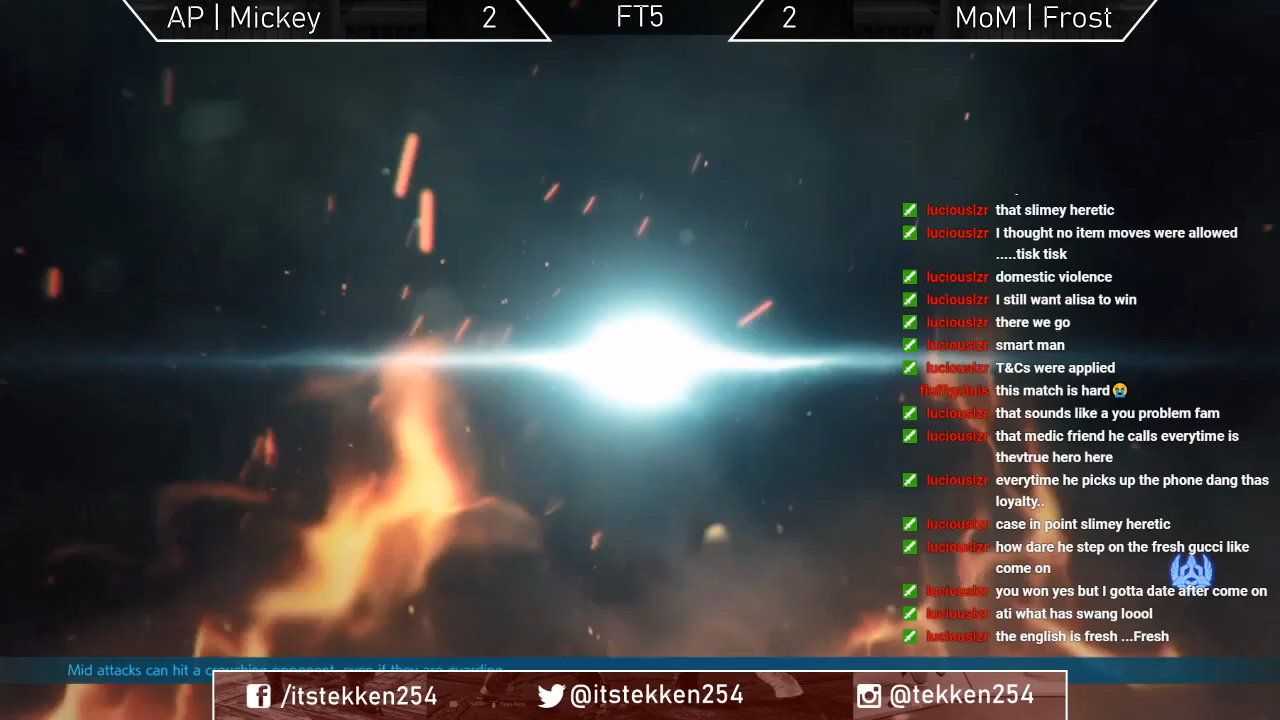 AP | Mickey 2 FT5 2 MoM | Frost
luciouslzr that slimey heretic
luciouslzr I thought no item moves were allowed
.....tisk tisk
luciouslzr domestic violence
luciouslzr I still want alisa to win
luciouslzr there we go
luciouslzr smart man
luciouslzr T&Cs were applied
fluffyp3nis this match is hard 😭
luciouslzr that sounds like a you problem fam
luciouslzr that medic friend he calls everytime is
thevtrue hero here
luciouslzr everytime he picks up the phone dang thas
loyalty..
luciouslzr case in point slimey heretic
luciouslzr how dare he step on the fresh gucci like
come on
luciouslzr you won yes but I gotta date after come on
luciouslzr ati what has swang loool
luciouslzr the english is fresh ...Fresh
Mid attacks can hit a crouching opponent, even if they are guarding.
/itstekken254 @itstekken254 @tekken254